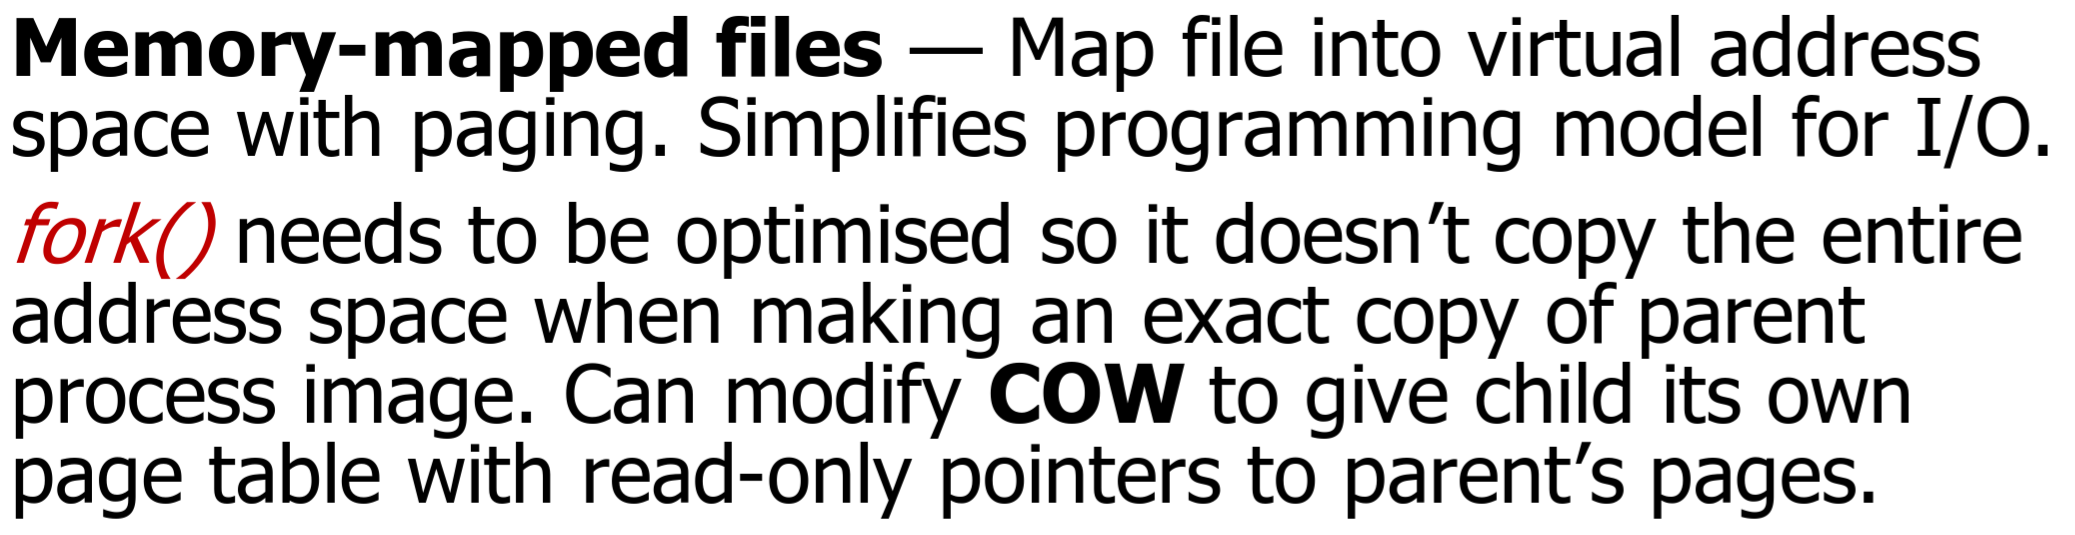 Memory-mapped files — Map file into virtual address
space with paging. Simplifies programming model for I/O.
fork() needs to be optimised so it doesn’t copy the entire
address space when making an exact copy of parent
process image. Can modify COW to give child its own
page table with read-only pointers to parent’s pages.